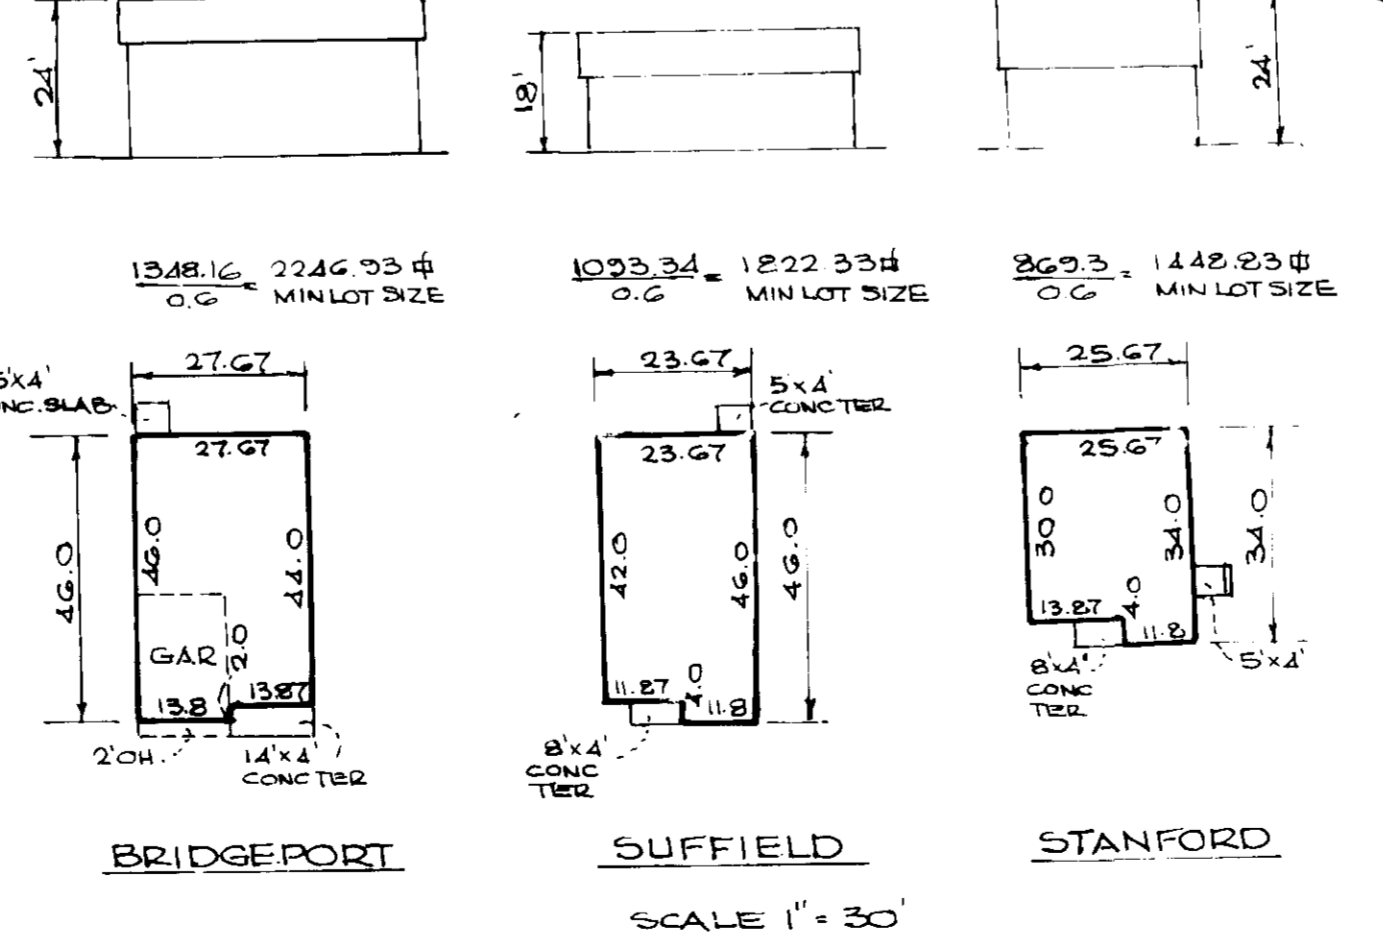 24'
18'
24'
1348.16 = 2246.93 ⏍
0.6 MIN LOT SIZE
1093.34 = 1822.33 ⏍
0.6 MIN LOT SIZE
869.3 = 1448.83 ⏍
0.6 MIN LOT SIZE
27.67
5'x4'
NC. SLAB
27.67
46.0
46.0
44.0
GAR
2.0
13.8
13.87
2'OH.
14'x4'
CONC TER
BRIDGEPORT
23.67
5'x4'
CONC TER
23.67
42.0
46.0
46.0
11.87
4.0
11.8
8'x4'
CONC
TER
SUFFIELD
25.67
25.67
30.0
34.0
34.0
13.87
4.0
11.8
8'x4'
CONC
TER
5'x4'
STANFORD
SCALE 1" = 30'